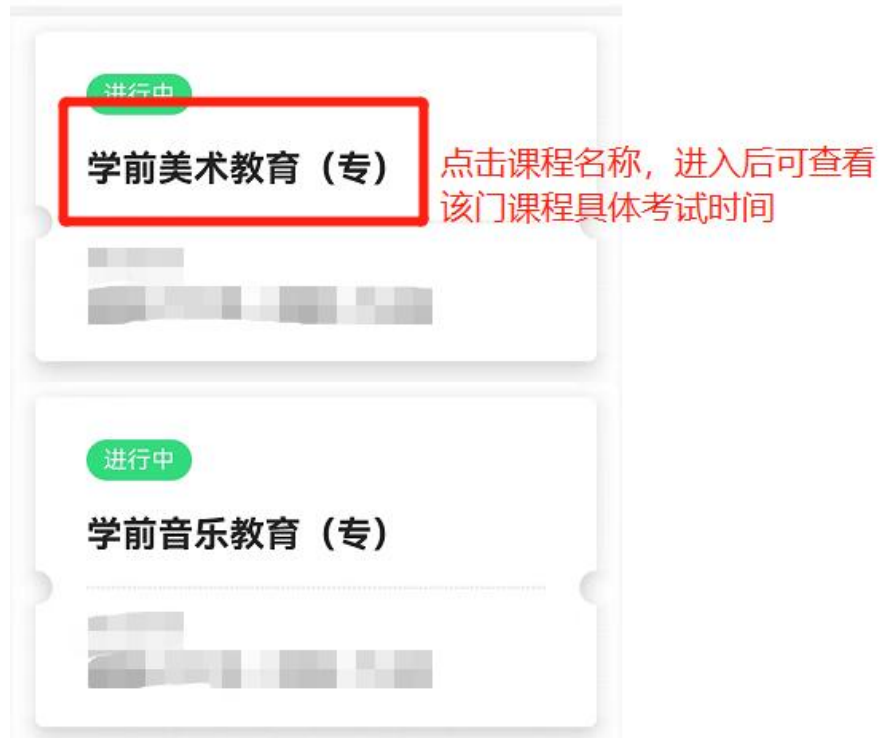 进行中
学前美术教育（专）
点击课程名称，进入后可查看
该门课程具体考试时间
进行中
学前音乐教育（专）